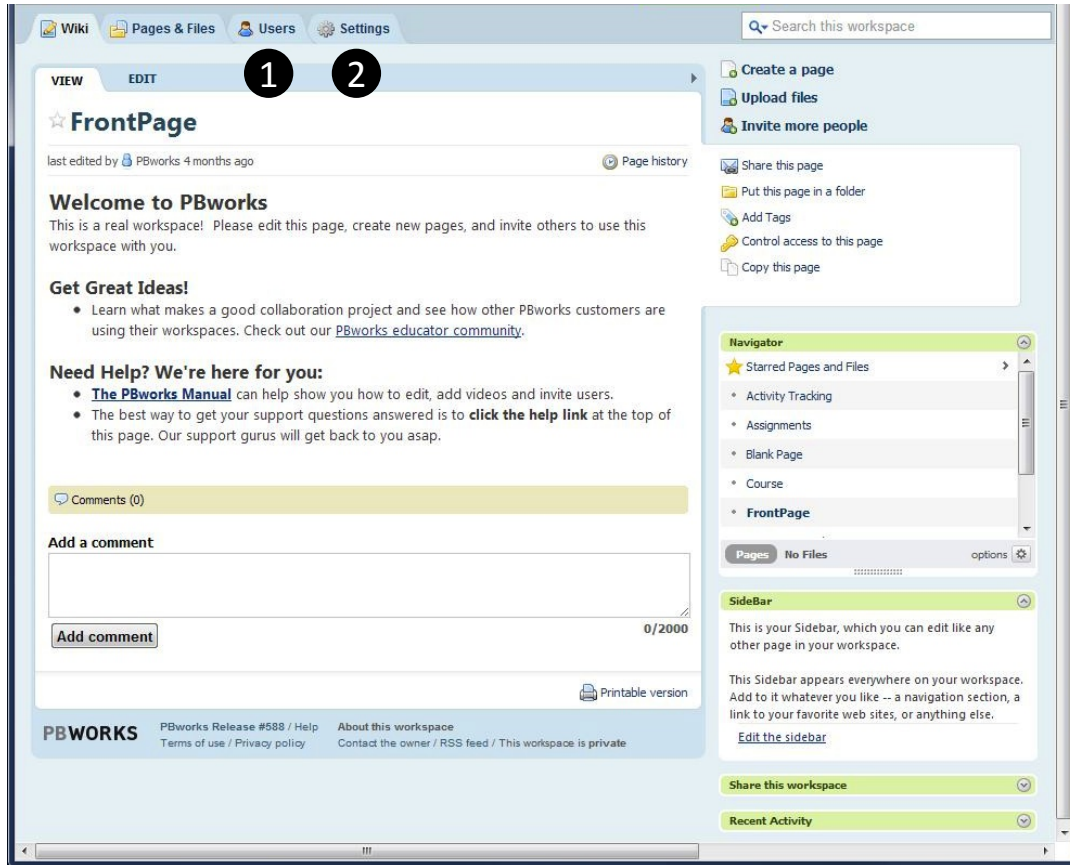 Wiki
Pages & Files
Users
Settings
Search this workspace
1
2
VIEW
EDIT
FrontPage
last edited by PBworks 4 months ago
Page history
Welcome to PBworks
This is a real workspace! Please edit this page, create new pages, and invite others to use this
workspace with you.
Get Great Ideas!
Learn what makes a good collaboration project and see how other PBworks customers are
using their workspaces. Check out our PBworks educator community.
Need Help? We're here for you:
The PBworks Manual can help show you how to edit, add videos and invite users.
The best way to get your support questions answered is to click the help link at the top of
this page. Our support gurus will get back to you asap.
Comments (0)
Add a comment
Add comment
0/2000
Printable version
PBWORKS
PBworks Release #588 / Help
Terms of use / Privacy policy
About this workspace
Contact the owner / RSS feed / This workspace is private
Create a page
Upload files
Invite more people
Share this page
Put this page in a folder
Add Tags
Control access to this page
Copy this page
Navigator
Starred Pages and Files
Activity Tracking
Assignments
Blank Page
Course
FrontPage
Pages
No Files
options
SideBar
This is your Sidebar, which you can edit like any
other page in your workspace.
This Sidebar appears everywhere on your workspace.
Add to it whatever you like -- a navigation section, a
link to your favorite web sites, or anything else.
Edit the sidebar
Share this workspace
Recent Activity